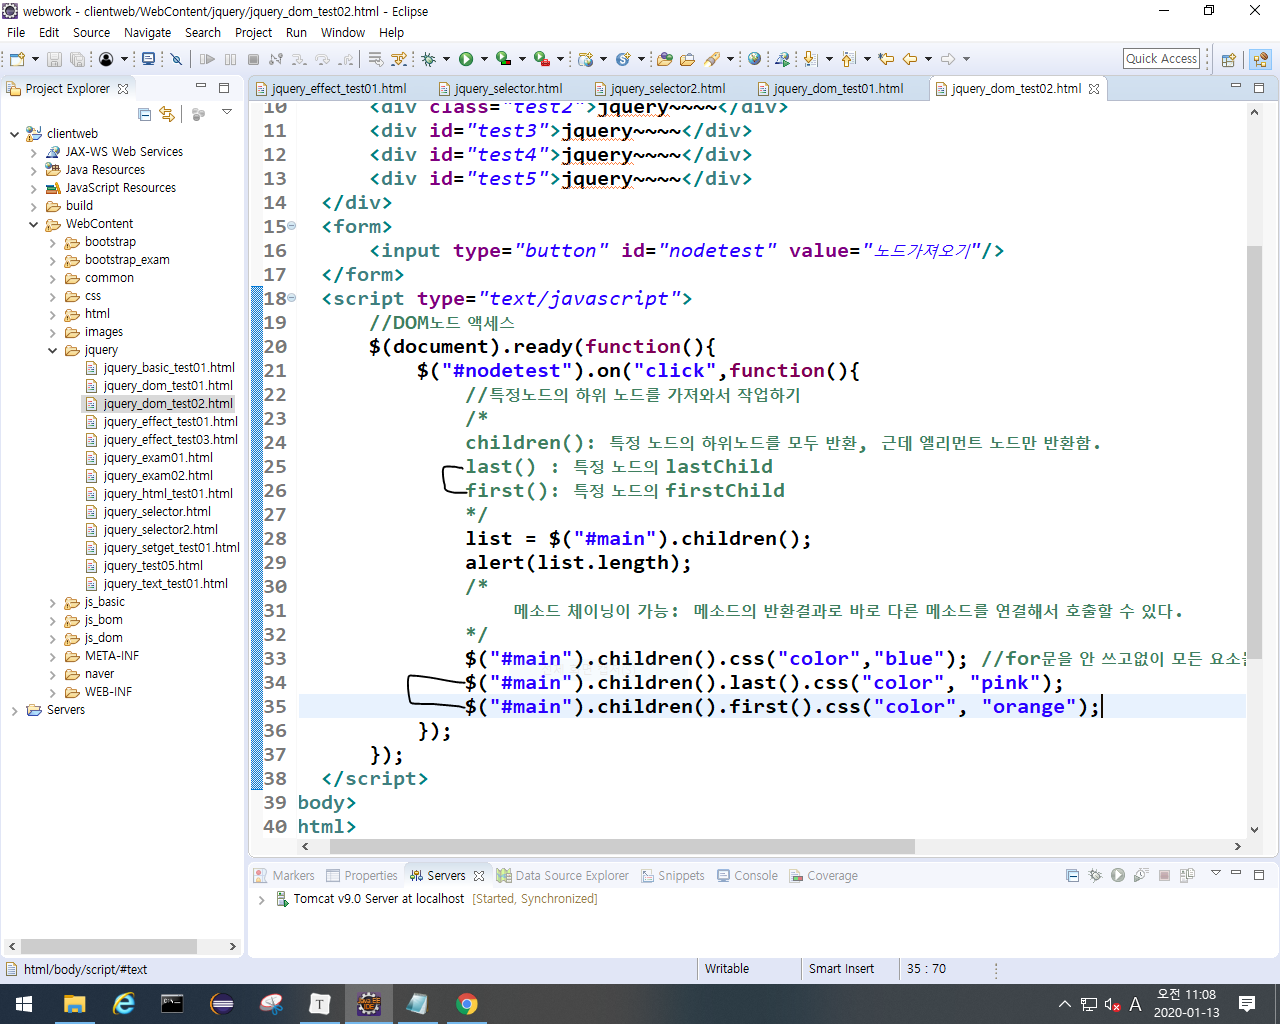 webwork - clientweb/WebContent/jquery/jquery_dom_test02.html - Eclipse
File Edit Source Navigate Search Project Run Window Help
Quick Access
Project Explorer
jquery_effect_test01.html jquery_selector.html jquery_selector2.html jquery_dom_test01.html jquery_dom_test02.html
clientweb
JAX-WS Web Services
Java Resources
JavaScript Resources
build
WebContent
bootstrap
bootstrap_exam
common
css
html
images
jquery
jquery_basic_test01.html
jquery_dom_test01.html
jquery_dom_test02.html
jquery_effect_test01.html
jquery_effect_test03.html
jquery_exam01.html
jquery_exam02.html
jquery_html_test01.html
jquery_selector.html
jquery_selector2.html
jquery_setget_test01.html
jquery_test05.html
jquery_text_test01.html
js_basic
js_bom
js_dom
META-INF
naver
WEB-INF
Servers
10 <div class="test2">jquery~~~~</div>
11 <div id="test3">jquery~~~~</div>
12 <div id="test4">jquery~~~~</div>
13 <div id="test5">jquery~~~~</div>
14 </div>
15 <form>
16 <input type="button" id="nodetest" value="노드가져오기"/>
17 </form>
18 <script type="text/javascript">
19 //DOM노드 액세스
20 $(document).ready(function(){
21 $("#nodetest").on("click",function(){
22 //특정노드의 하위 노드를 가져와서 작업하기
23 /*
24 children(): 특정 노드의 하위노드를 모두 반환, 근데 엘리먼트 노드만 반환함.
25 last() : 특정 노드의 lastChild
26 first(): 특정 노드의 firstChild
27 */
28 list = $("#main").children();
29 alert(list.length);
30 /*
31 메소드 체이닝이 가능: 메소드의 반환결과로 바로 다른 메소드를 연결해서 호출할 수 있다.
32 */
33 $("#main").children().css("color","blue"); //for문을 안 쓰고없이 모든 요소
34 $("#main").children().last().css("color", "pink");
35 $("#main").children().first().css("color", "orange");
36 });
37 });
38 </script>
39 body>
40 html>
Markers Properties Servers Data Source Explorer Snippets Console Coverage
Tomcat v9.0 Server at localhost [Started, Synchronized]
html/body/script/#text Writable Smart Insert 35 : 70
T A 오전 11:08
2020-01-13